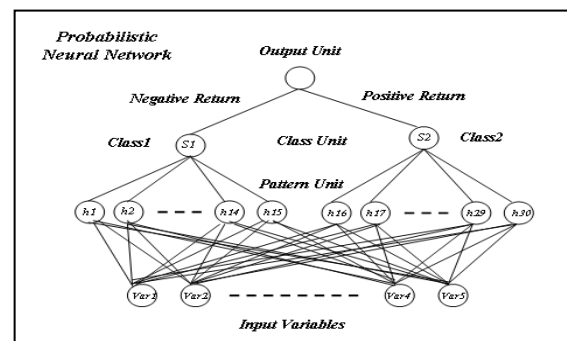 Probabilistic
Neural Network
Output Unit
Negative Return
Positive Return
Class1
S1
Class Unit
S2
Class2
Pattern Unit
h1 h2 h14 h15 h16 h17 h29 h30
Var1 Var2 Var4 Var5
Input Variables